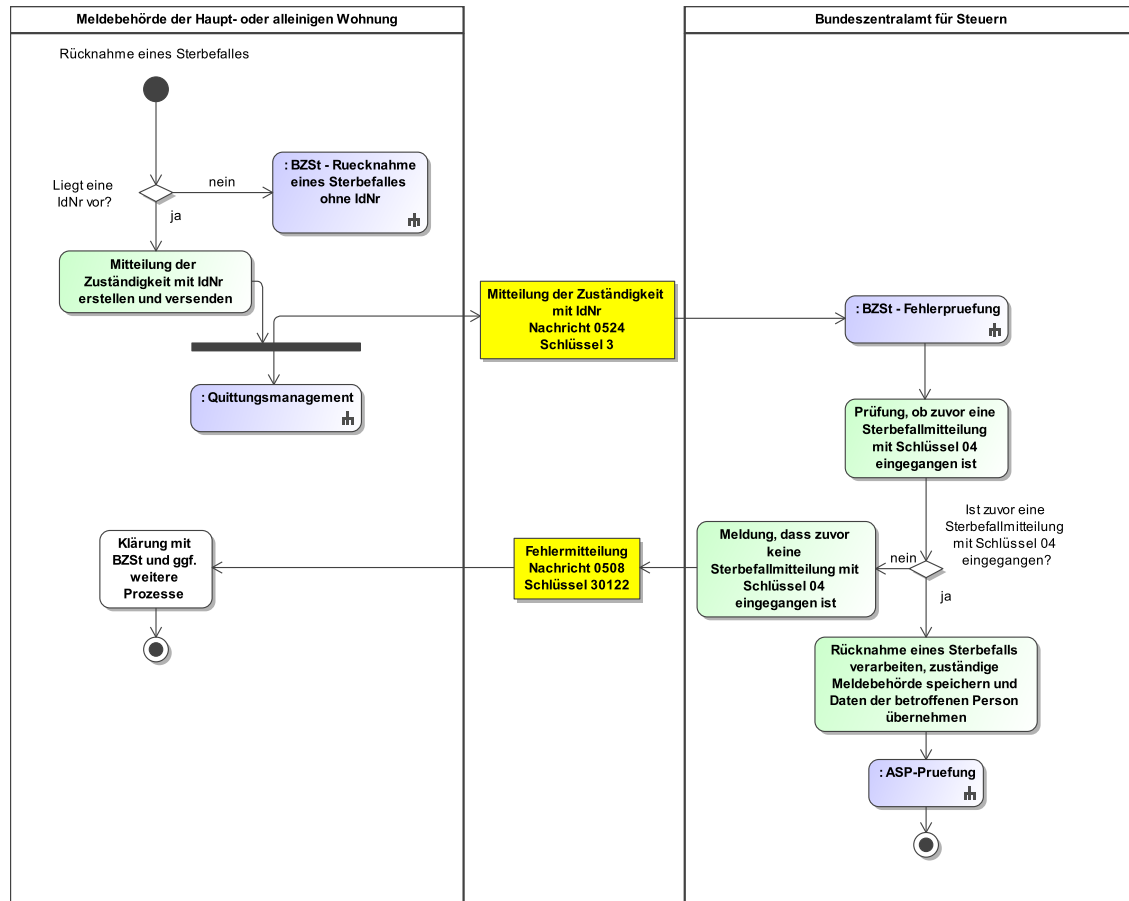 Meldebehörde der Haupt- oder alleinigen Wohnung
Bundeszentralamt für Steuern
Rücknahme eines Sterbefalles
Liegt eine
IdNr vor?
nein
ja
: BZSt - Ruecknahme
eines Sterbefalles
ohne IdNr
Mitteilung der
Zuständigkeit mit IdNr
erstellen und versenden
: Quittungsmanagement
Mitteilung der Zuständigkeit
mit IdNr
Nachricht 0524
Schlüssel 3
: BZSt - Fehlerpruefung
Prüfung, ob zuvor eine
Sterbefallmitteilung
mit Schlüssel 04
eingegangen ist
Ist zuvor eine
Sterbefallmitteilung
mit Schlüssel 04
eingegangen?
nein
ja
Meldung, dass zuvor
keine
Sterbefallmitteilung mit
Schlüssel 04
eingegangen ist
Fehlermitteilung
Nachricht 0508
Schlüssel 30122
Klärung mit
BZSt und ggf.
weitere
Prozesse
Rücknahme eines Sterbefalls
verarbeiten, zuständige
Meldebehörde speichern und
Daten der betroffenen Person
übernehmen
: ASP-Pruefung